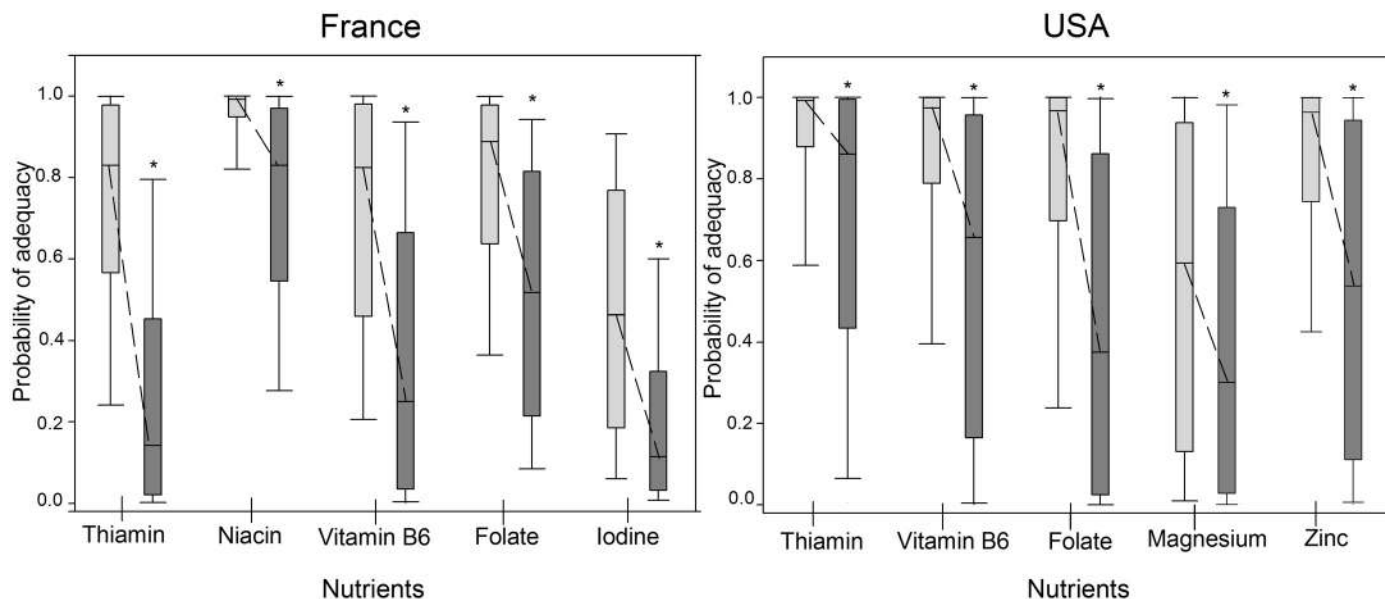 France
Probability of adequacy
1.0
0.8
0.6
0.4
0.2
0.0
*
*
*
*
*
Thiamin Niacin Vitamin B6 Folate Iodine
Nutrients
USA
Probability of adequacy
1.0
0.8
0.6
0.4
0.2
0.0
*
*
*
*
*
Thiamin Vitamin B6 Folate Magnesium Zinc
Nutrients